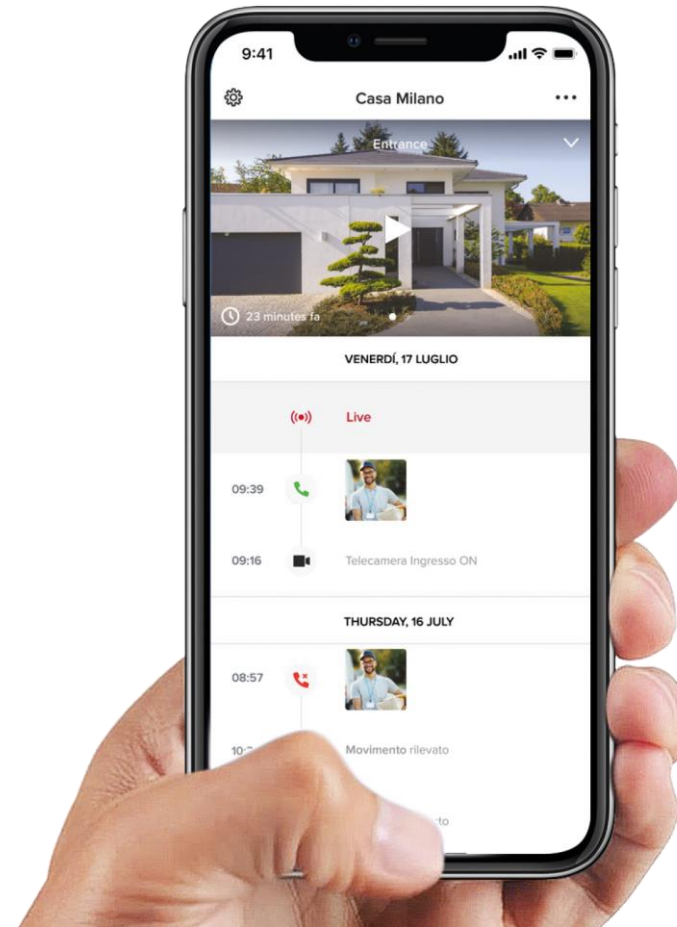 9:41
Casa Milano
Entrance
23 minutes fa
VENERDÍ, 17 LUGLIO
Live
09:39
09:16 Telecamera Ingresso ON
THURSDAY, 16 JULY
08:57
Movimento rilevato